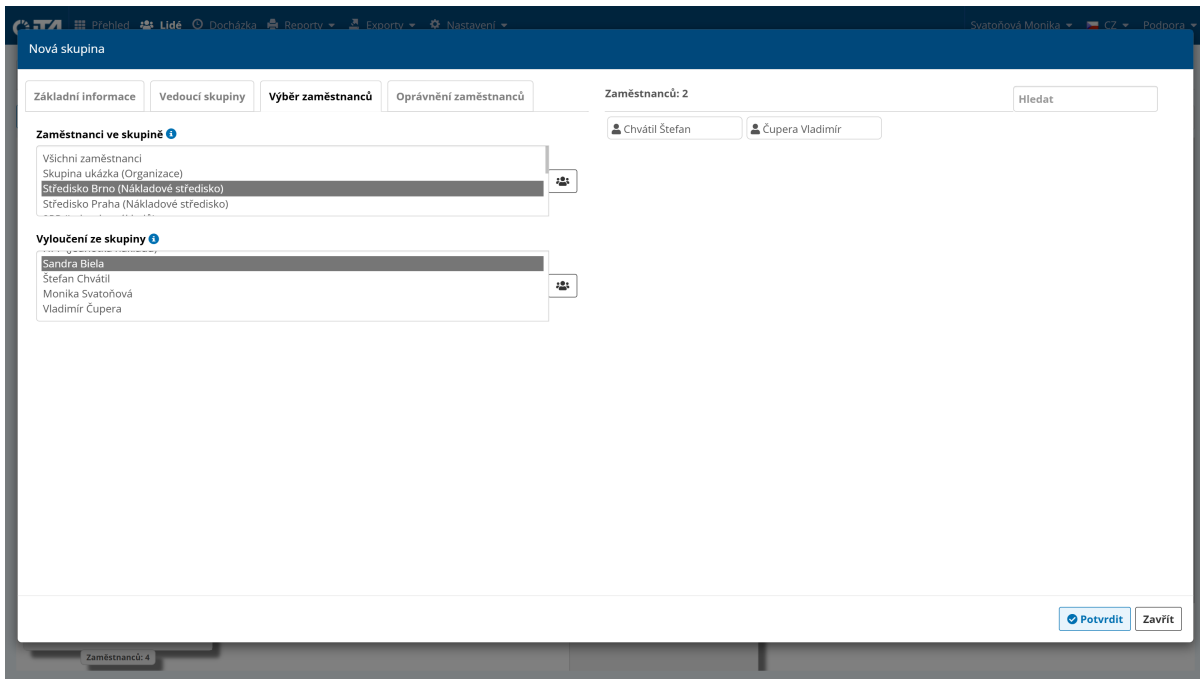 Přehled Lidé Docházka Reporty Exporty Nastavení Svatoňová Monika CZ Podpora
Nová skupina
Základní informace Vedoucí skupiny Výběr zaměstnanců Oprávnění zaměstnanců
Zaměstnanců: 2
Hledat
Chvátil Štefan Čupera Vladimír
Zaměstnanci ve skupině
Všichni zaměstnanci
Skupina ukázka (Organizace)
Středisko Brno (Nákladové středisko)
Středisko Praha (Nákladové středisko)
Vyloučení ze skupiny
Sandra Biela
Štefan Chvátil
Monika Svatoňová
Vladimír Čupera
Potvrdit Zavřít
Zaměstnanců: 4